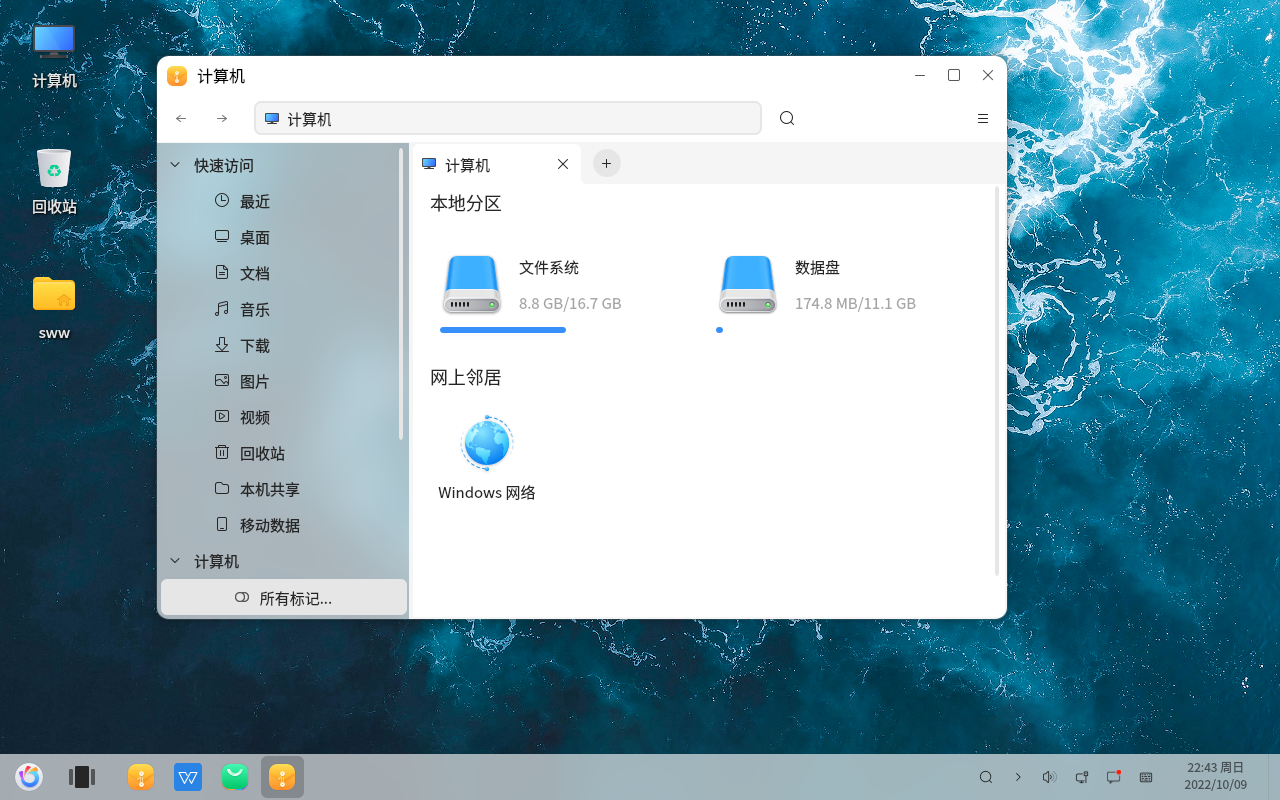 计算机
回收站
sww
计算机
计算机
快速访问
最近
桌面
文档
音乐
下载
图片
视频
回收站
本机共享
移动数据
计算机
所有标记...
计算机
本地分区
文件系统
8.8 GB/16.7 GB
数据盘
174.8 MB/11.1 GB
网上邻居
Windows 网络
22:43 周日
2022/10/09